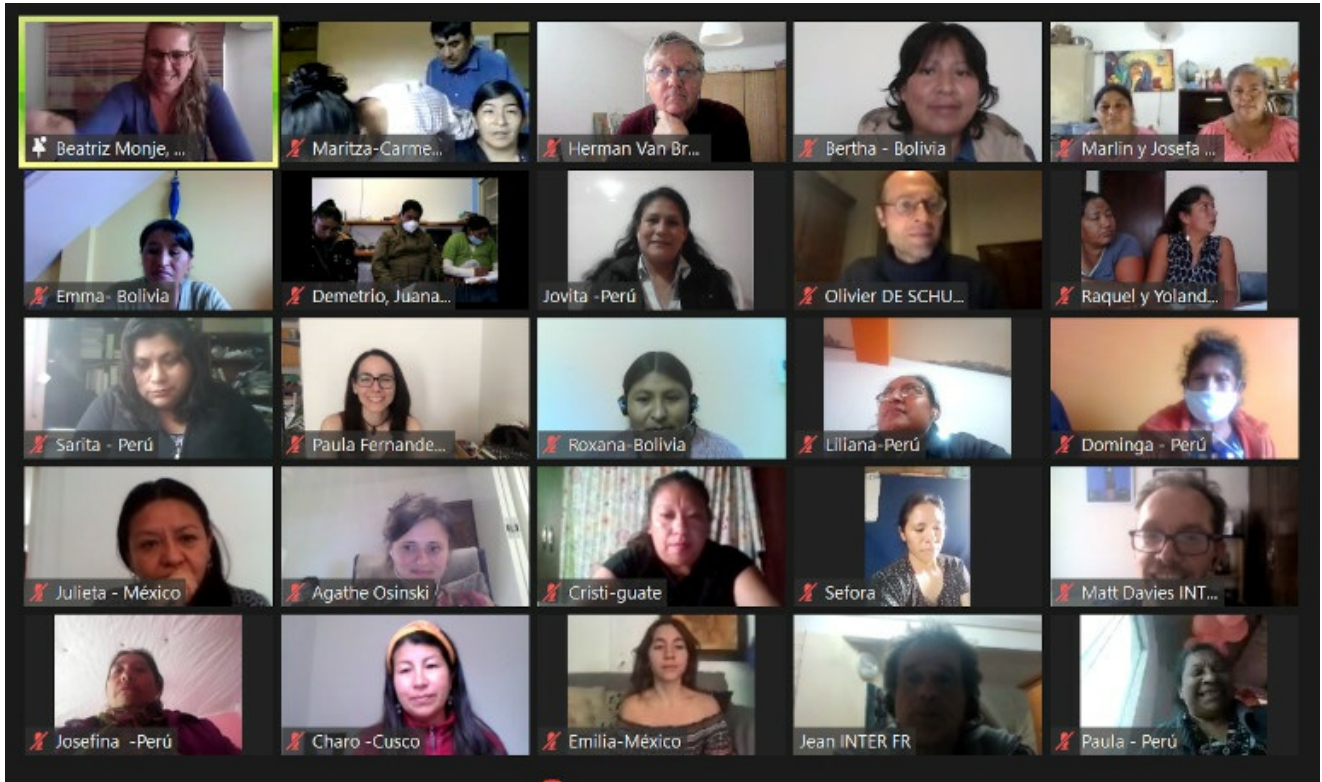 Beatriz Monje, ...
Maritza-Carme...
Herman Van Br...
Bertha - Bolivia
Marlin y Josefa ...
Emma- Bolivia
Demetrio, Juana...
Jovita -Perú
Olivier DE SCHU...
Raquel y Yoland...
Sarita - Perú
Paula Fernande...
Roxana-Bolivia
Liliana-Perú
Dominga - Perú
Julieta - México
Agathe Osinski
Cristi-guate
Sefora
Matt Davies INT...
Josefina -Perú
Charo -Cusco
Emilia-México
Jean INTER FR
Paula - Perú